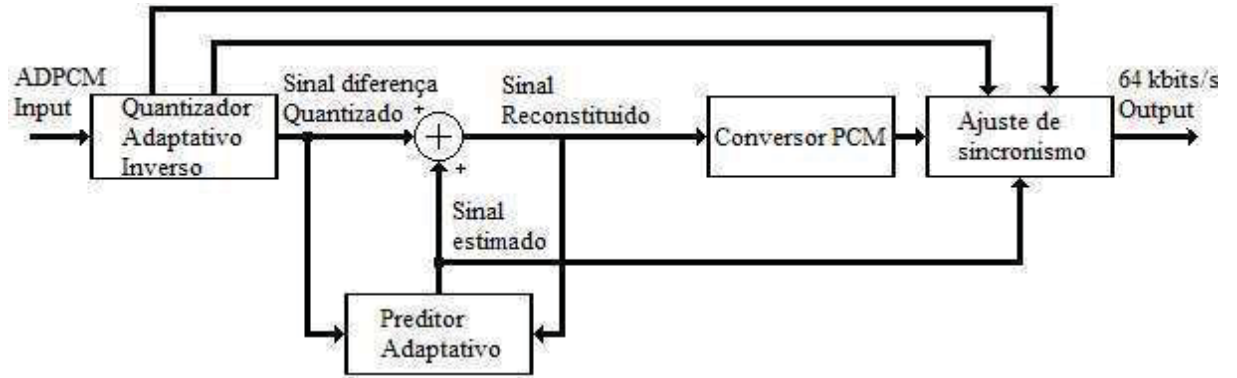 ADPCM
Input
Quantizador
Adaptativo
Inverso
Sinal diferença
Quantizado
+
+
Sinal
Reconstituido
Conversor PCM
Ajuste de
sincronismo
64 kbits/s
Output
Sinal
estimado
Preditor
Adaptativo